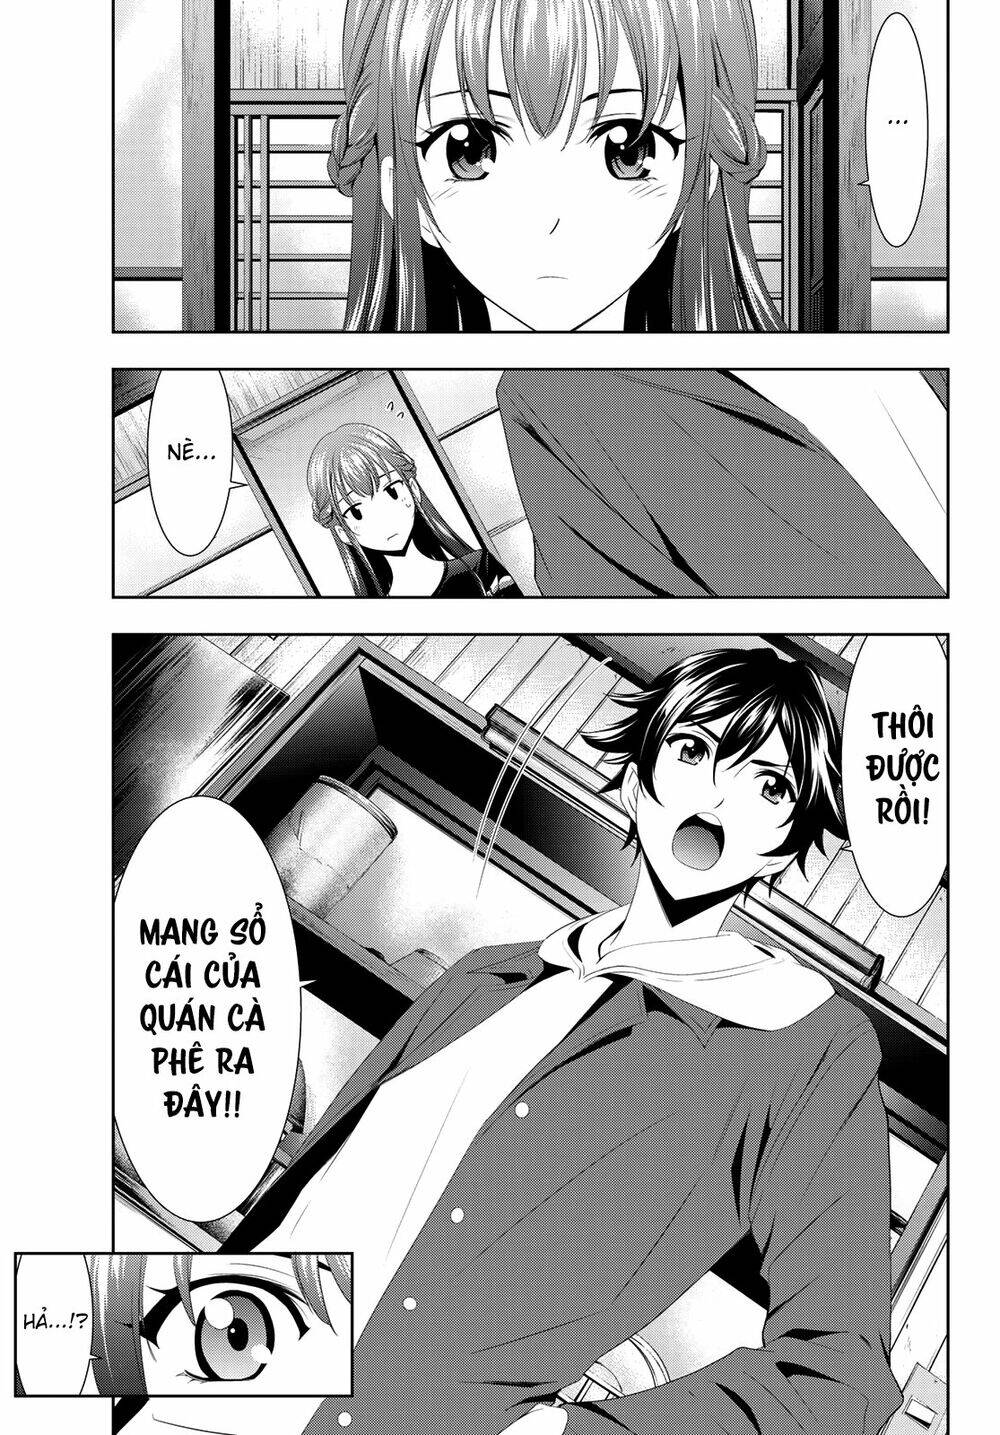 ...
NÈ...
THÔI
ĐƯỢC
RỒI!
MANG SỔ
CÁI CỦA
QUÁN CÀ
PHÊ RA
ĐÂY!!
HẢ...!?